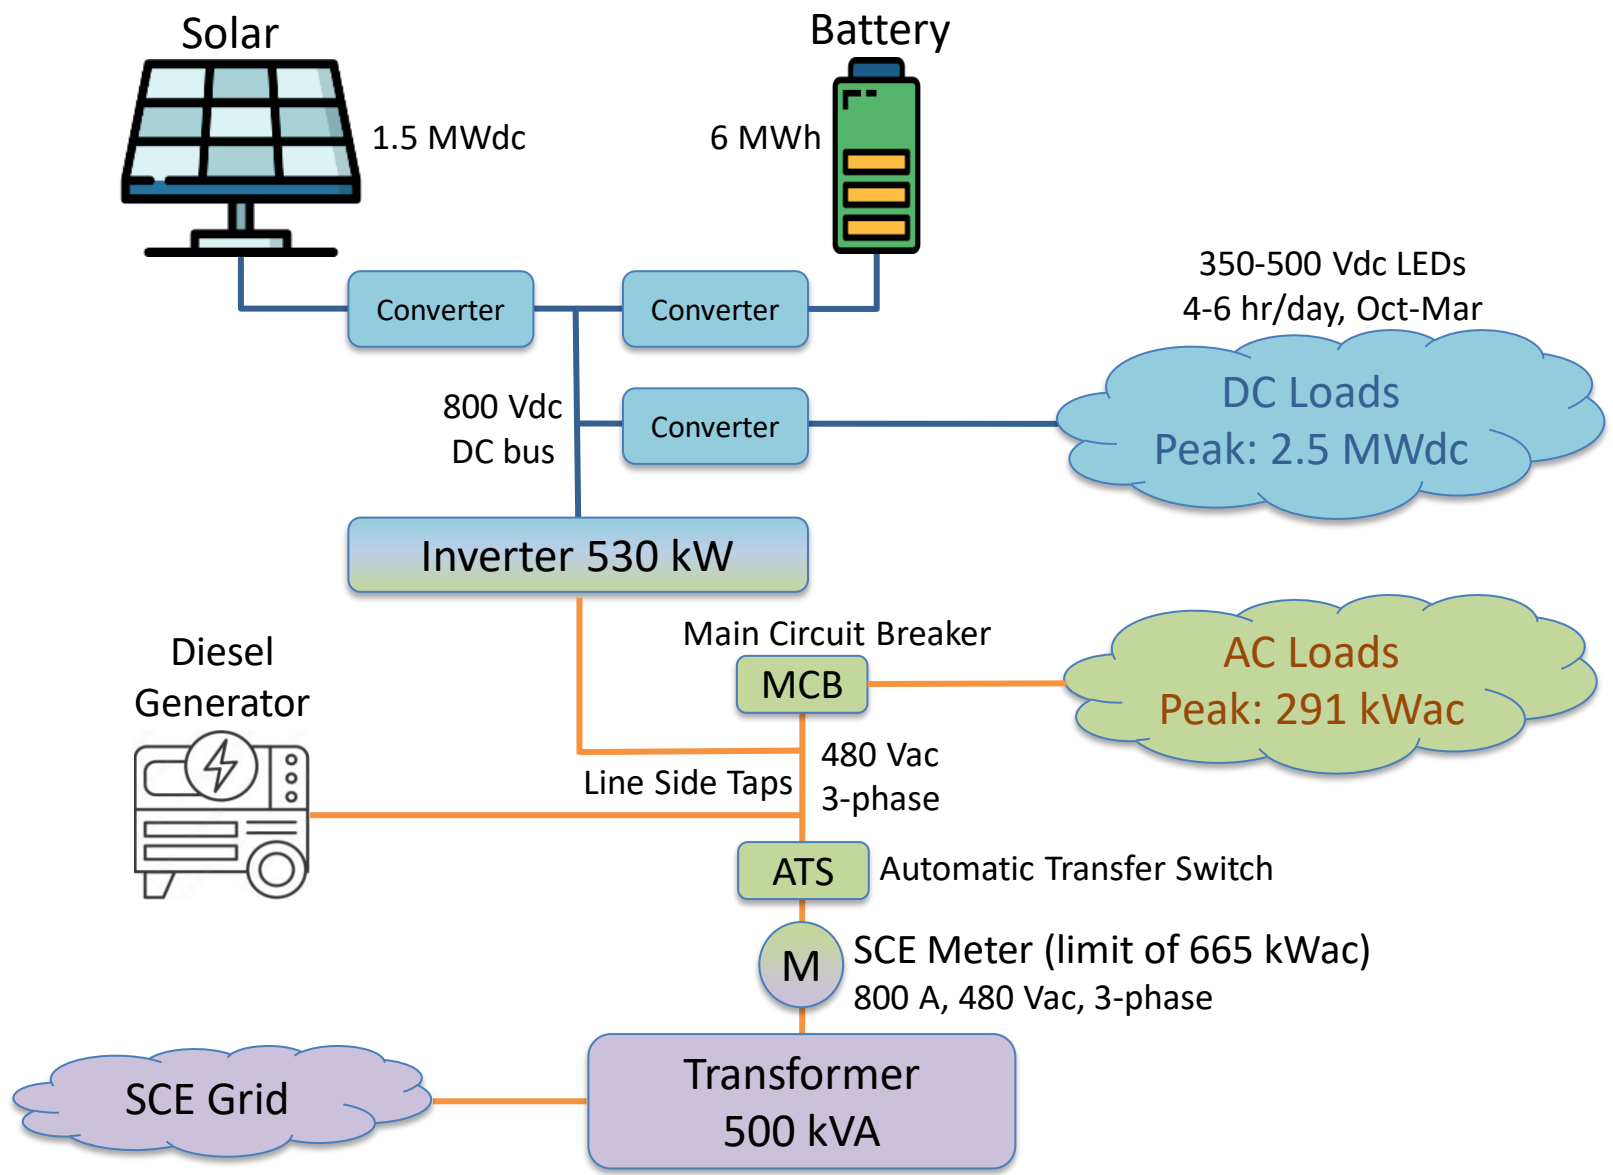 Solar
Battery
1.5 MWdc
6 MWh
350-500 Vdc LEDs
4-6 hr/day, Oct-Mar
Converter
Converter
DC Loads
Peak: 2.5 MWdc
800 Vdc
DC bus
Converter
Inverter 530 kW
Main Circuit Breaker
MCB
AC Loads
Peak: 291 kWac
Diesel
Generator
480 Vac
3-phase
Line Side Taps
ATS
Automatic Transfer Switch
M
SCE Meter (limit of 665 kWac)
800 A, 480 Vac, 3-phase
Transformer
500 kVA
SCE Grid